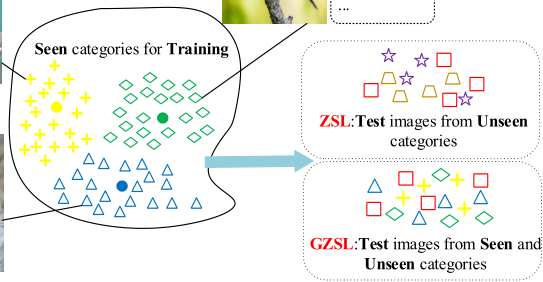 ...
Seen categories for Training
ZSL:Test images from Unseen
categories
GZSL:Test images from Seen and
Unseen categories